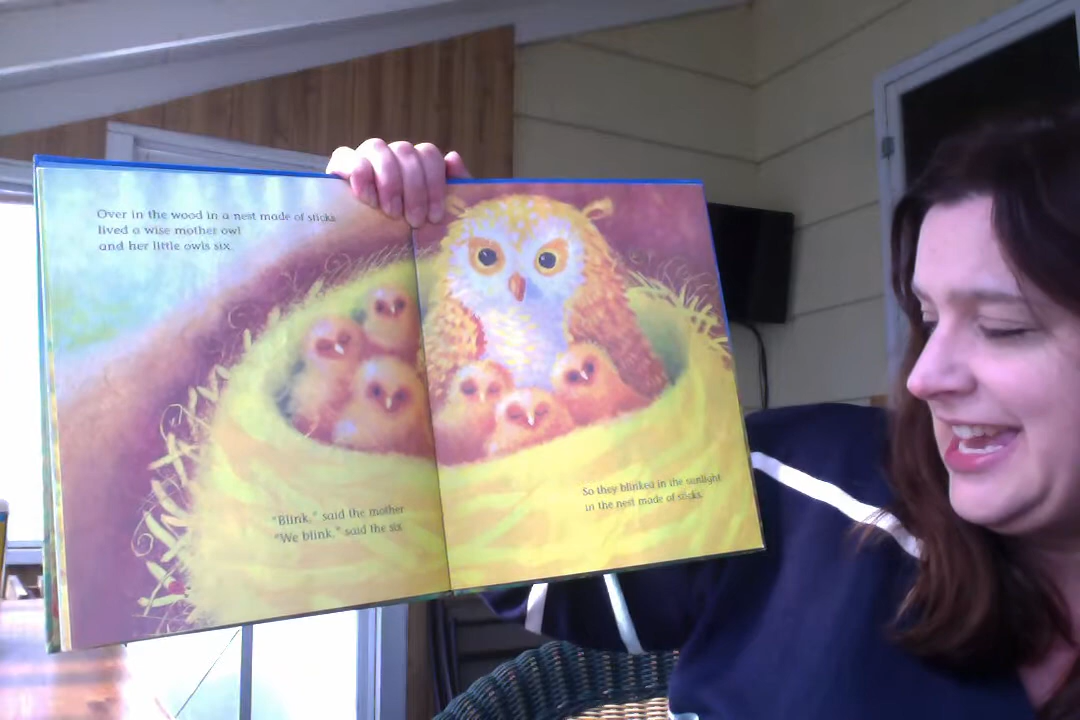 Over in the wood in a nest made of sticks
lived a wise mother owl
and her little owls six.
"Blink," said the mother
"We blink," said the six
So they blinked in the sunlight
in the nest made of sticks.